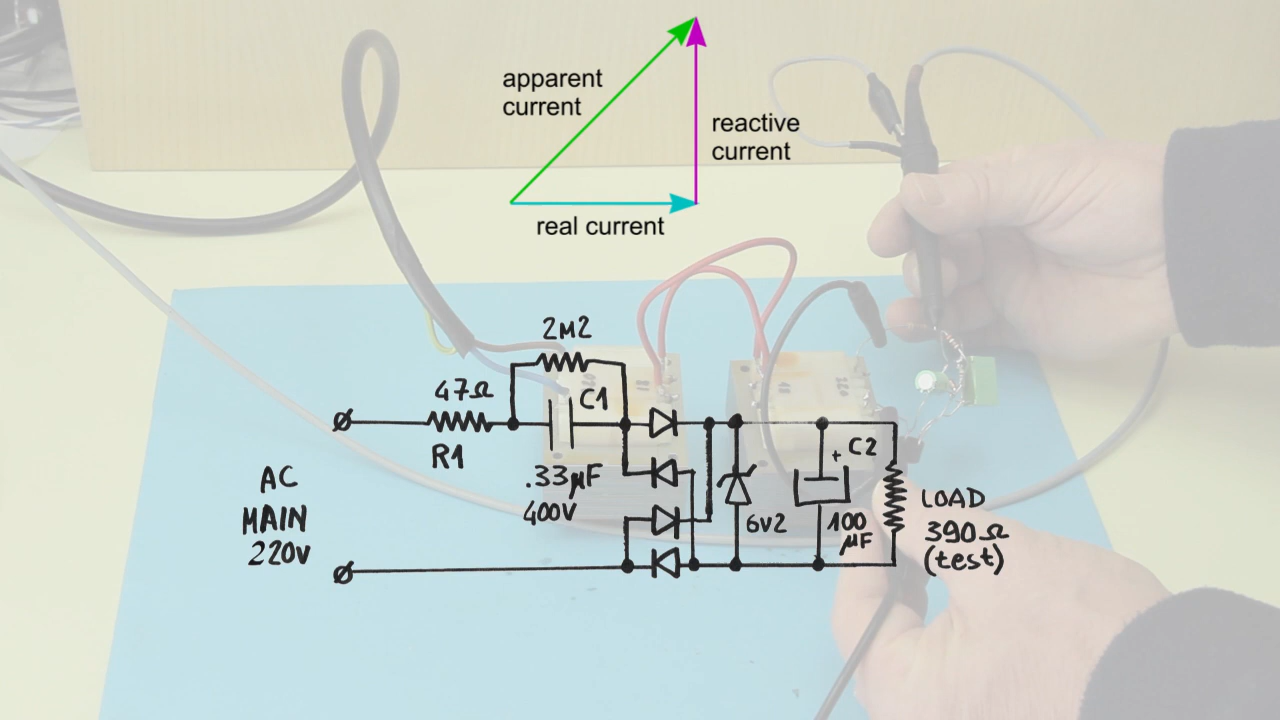 apparent
current
reactive
current
real current
2M2
47Ω
C1
R1
.33µF
400V
AC
MAIN
220V
6V2
+ C2
100
µF
LOAD
390Ω
(test)